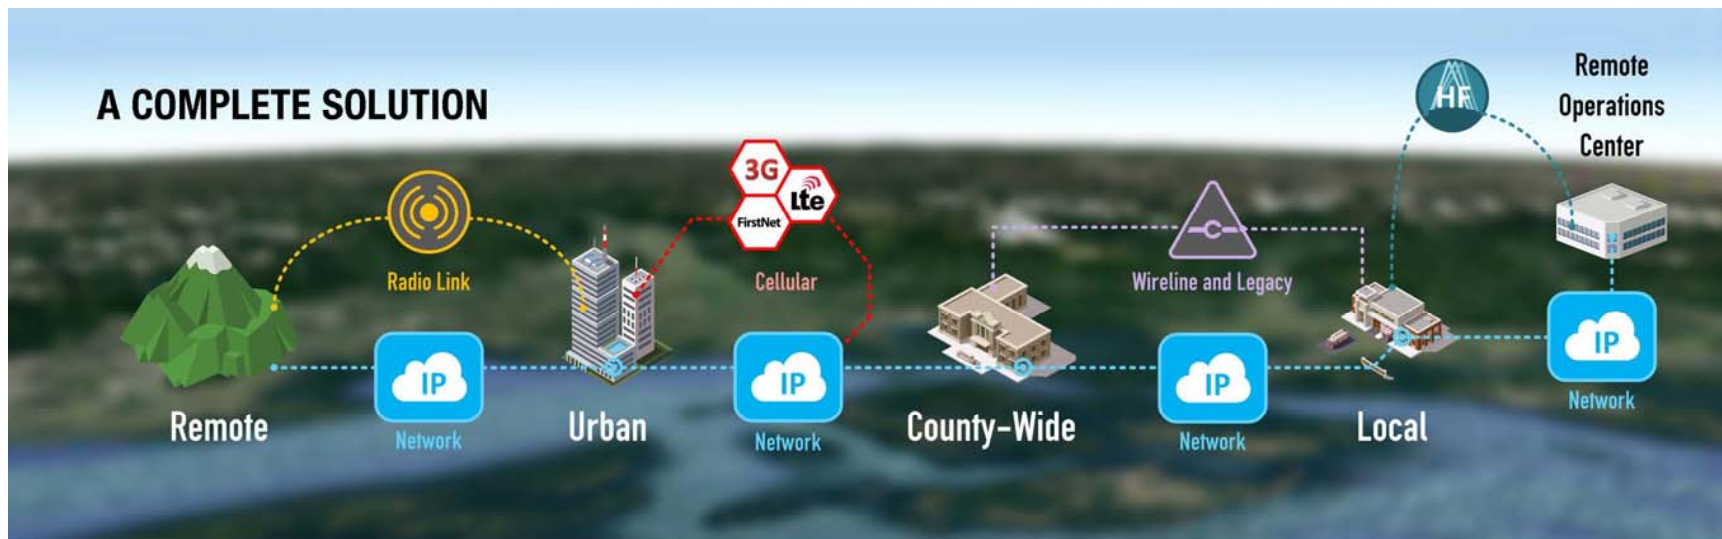 A COMPLETE SOLUTION
Radio Link
3G
Lte
FirstNet
Cellular
Wireline and Legacy
HF
Remote
Operations
Center
IP
Network
IP
Network
IP
Network
IP
Network
Remote
Urban
County-Wide
Local